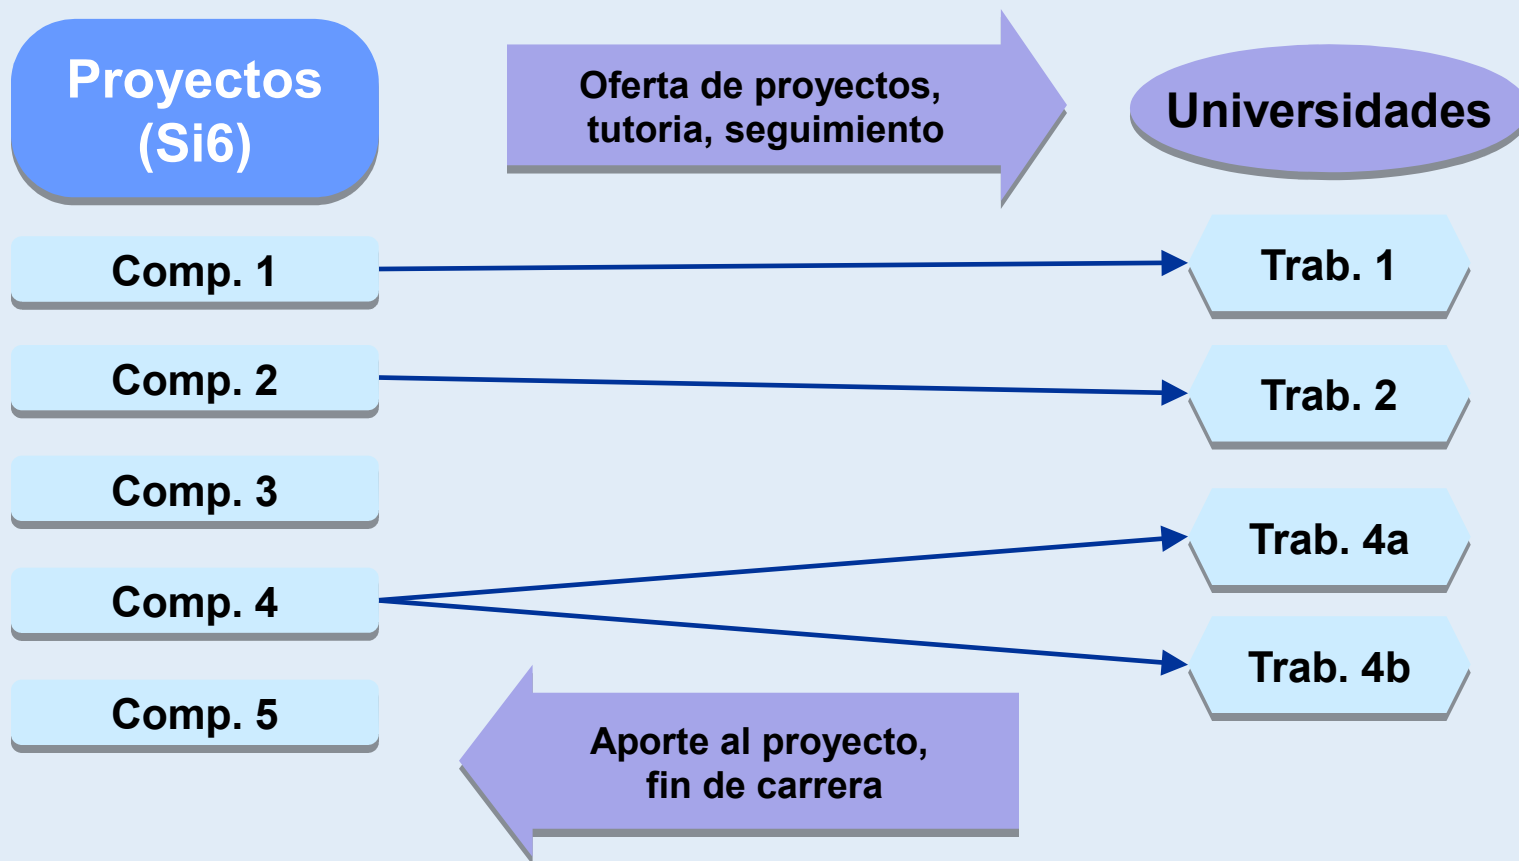 Proyectos
(Si6)
Oferta de proyectos,
tutoria, seguimiento
Universidades
Comp. 1
Trab. 1
Comp. 2
Trab. 2
Comp. 3
Trab. 4a
Comp. 4
Trab. 4b
Comp. 5
Aporte al proyecto,
fin de carrera